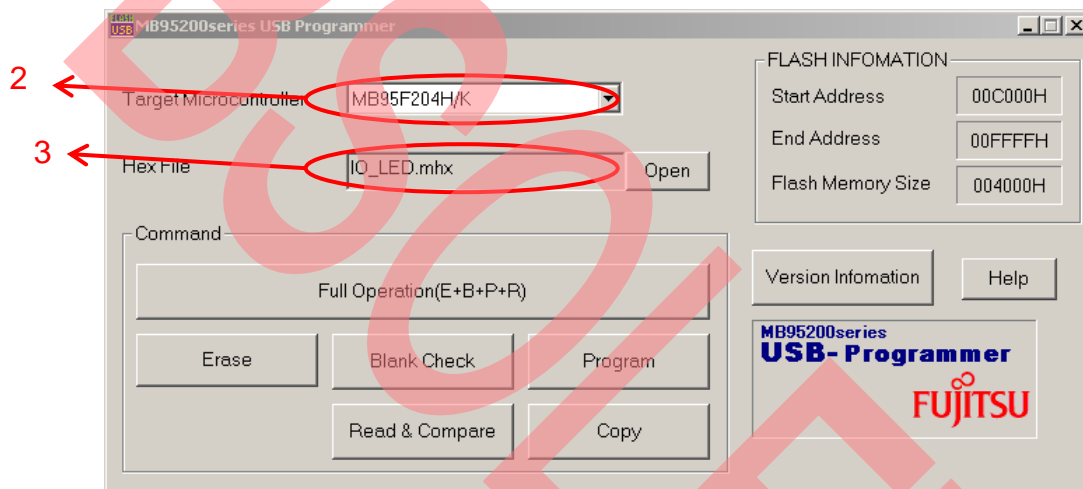 FLASH USB MB95200series USB Programmer
2
Target Microcontroller MB95F204H/K
3
Hex File IO_LED.mhx Open
FLASH INFOMATION
Start Address 00C000H
End Address 00FFFFH
Flash Memory Size 004000H
Command
Full Operation(E+B+P+R)
Erase Blank Check Program
Read & Compare Copy
Version Infomation Help
MB95200series
USB-Programmer
FUJITSU